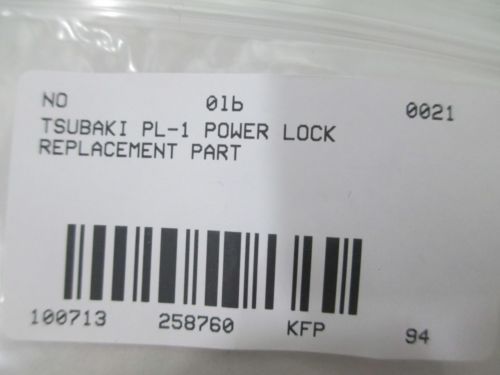 NO 0lb 0021
TSUBAKI PL-1 POWER LOCK
REPLACEMENT PART
100713 258760 KFP 94